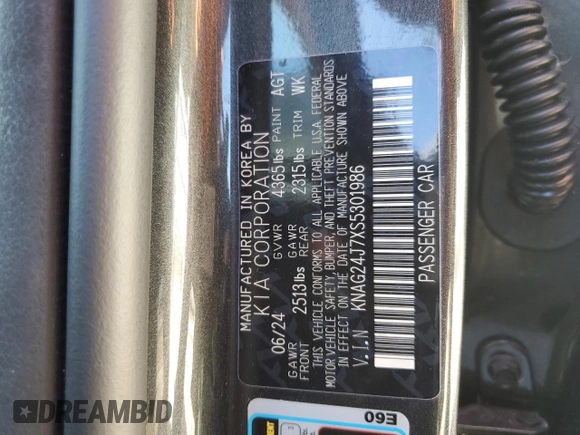 MANUFACTURED IN KOREA BY
KIA CORPORATION
06/24 GVWR 4365lbs PAINT AGT
GAWR FRONT 2513lbs GAWR REAR 2315lbs TRIM WK
THIS VEHICLE CONFORMS TO ALL APPLICABLE U.S.A. FEDERAL
MOTOR VEHICLE SAFETY, BUMPER, AND THEFT PREVENTION STANDARDS
IN EFFECT ON THE DATE OF MANUFACTURE SHOWN ABOVE
V.I.N KNAG24J7XS5301986
PASSENGER CAR
E60
DREAMBID